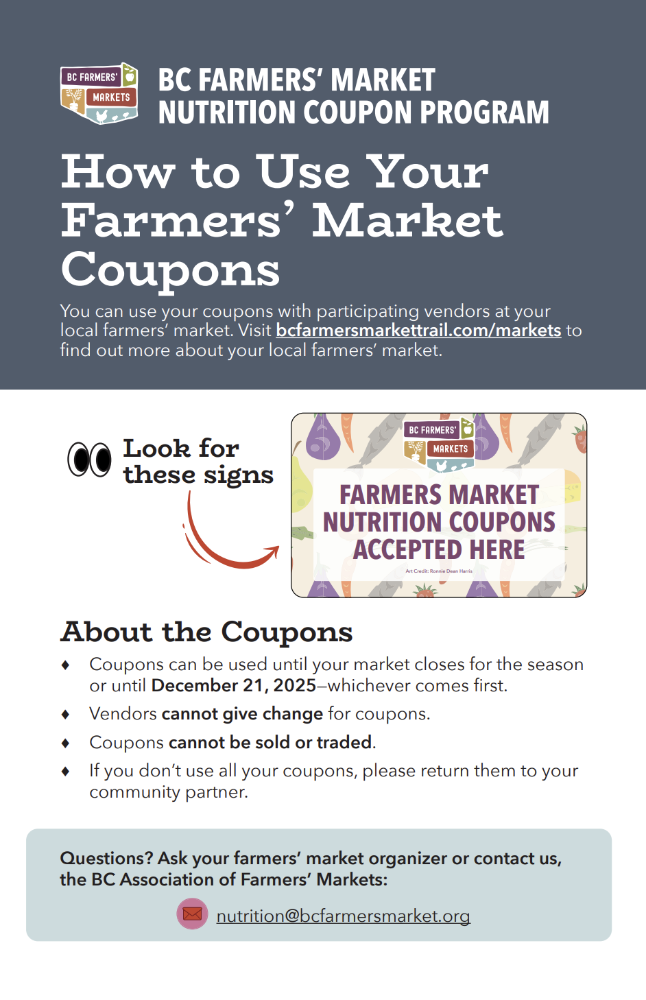 BC FARMERS'
MARKETS
BC FARMERS’ MARKET
NUTRITION COUPON PROGRAM
How to Use Your
Farmers’ Market
Coupons
You can use your coupons with participating vendors at your
local farmers’ market. Visit bcfarmersmarkettrail.com/markets to
find out more about your local farmers’ market.
Look for
these signs
BC FARMERS'
MARKETS
FARMERS MARKET
NUTRITION COUPONS
ACCEPTED HERE
Art Credit: Ronnie Dean Harris
About the Coupons
♦ Coupons can be used until your market closes for the season
or until December 21, 2025—whichever comes first.
♦ Vendors cannot give change for coupons.
♦ Coupons cannot be sold or traded.
♦ If you don’t use all your coupons, please return them to your
community partner.
Questions? Ask your farmers’ market organizer or contact us,
the BC Association of Farmers’ Markets:
nutrition@bcfarmersmarket.org